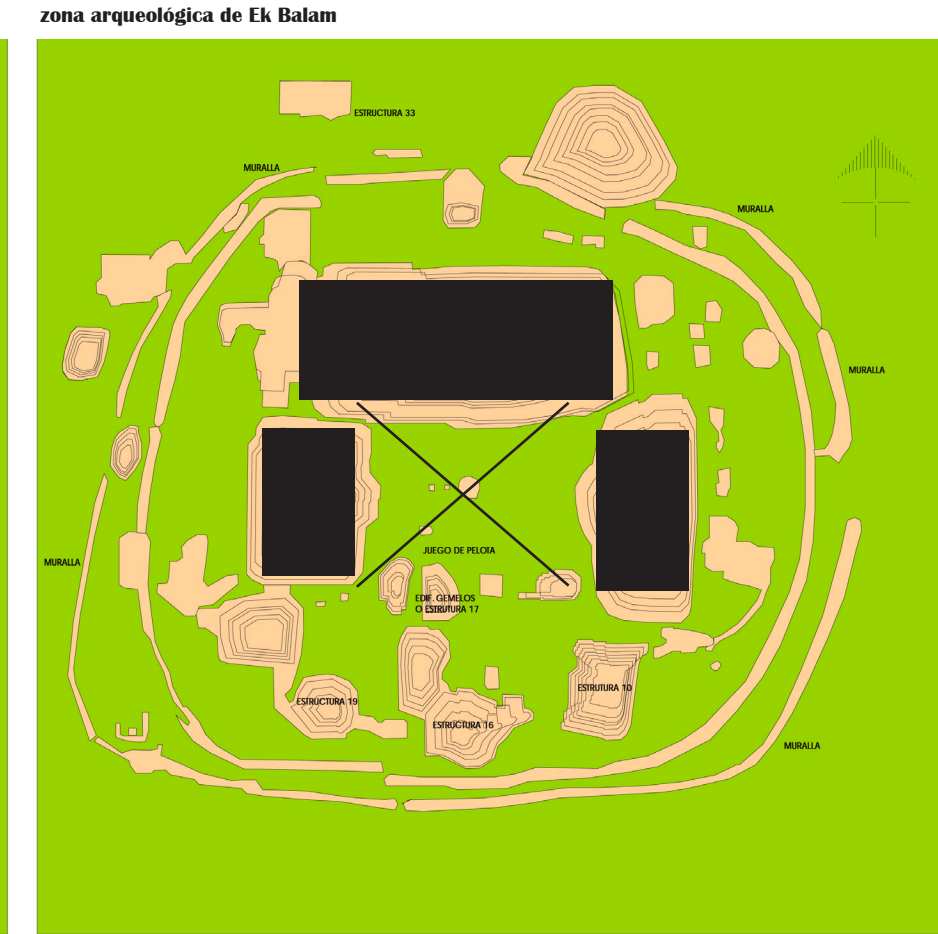 zona arqueológica de Ek Balam
ESTRUCTURA 33
MURALLA
MURALLA
MURALLA
JUEGO DE PELOTA
MURALLA
EDIF. GEMELOS
O ESTRUTURA 17
ESTRUTURA 10
ESTRUCTURA 19
ESTRUCTURA 16
MURALLA